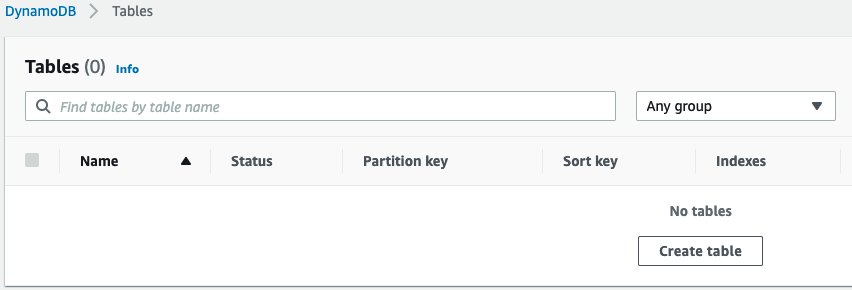 DynamoDB Tables
Tables (0) Info
Find tables by table name Any group
Name Status Partition key Sort key Indexes
No tables
Create table